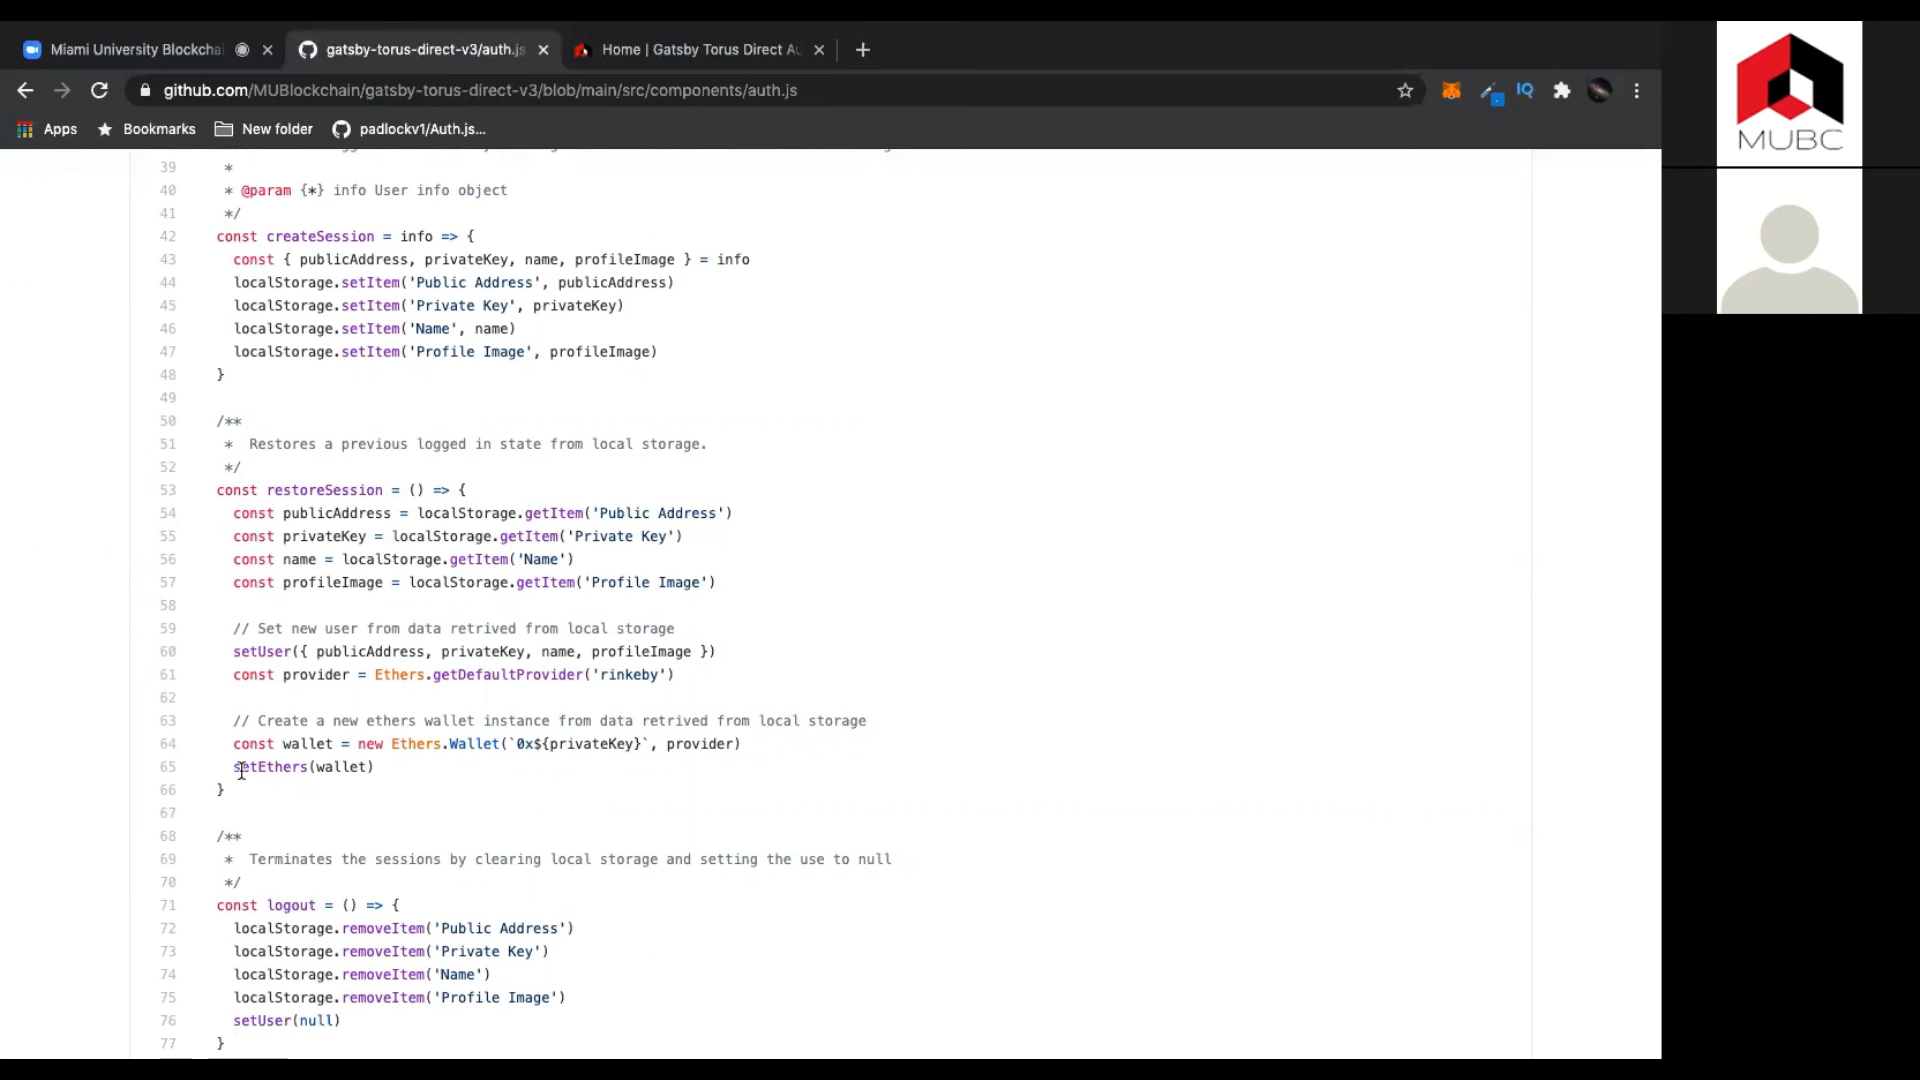 Miami University Blockcha
gatsby-torus-direct-v3/auth.js
Home | Gatsby Torus Direct Au
github.com/MUBlockchain/gatsby-torus-direct-v3/blob/main/src/components/auth.js
IQ
Apps
Bookmarks
New folder
padlockv1/Auth.js...
MUBC
39 *
40 * @param {*} info User info object
41 */
42 const createSession = info => {
43 const { publicAddress, privateKey, name, profileImage } = info
44 localStorage.setItem('Public Address', publicAddress)
45 localStorage.setItem('Private Key', privateKey)
46 localStorage.setItem('Name', name)
47 localStorage.setItem('Profile Image', profileImage)
48 }
49
50 /**
51 * Restores a previous logged in state from local storage.
52 */
53 const restoreSession = () => {
54 const publicAddress = localStorage.getItem('Public Address')
55 const privateKey = localStorage.getItem('Private Key')
56 const name = localStorage.getItem('Name')
57 const profileImage = localStorage.getItem('Profile Image')
58
59 // Set new user from data retrived from local storage
60 setUser({ publicAddress, privateKey, name, profileImage })
61 const provider = Ethers.getDefaultProvider('rinkeby')
62
63 // Create a new ethers wallet instance from data retrived from local storage
64 const wallet = new Ethers.Wallet(`0x${privateKey}`, provider)
65 setEthers(wallet)
66 }
67
68 /**
69 * Terminates the sessions by clearing local storage and setting the use to null
70 */
71 const logout = () => {
72 localStorage.removeItem('Public Address')
73 localStorage.removeItem('Private Key')
74 localStorage.removeItem('Name')
75 localStorage.removeItem('Profile Image')
76 setUser(null)
77 }